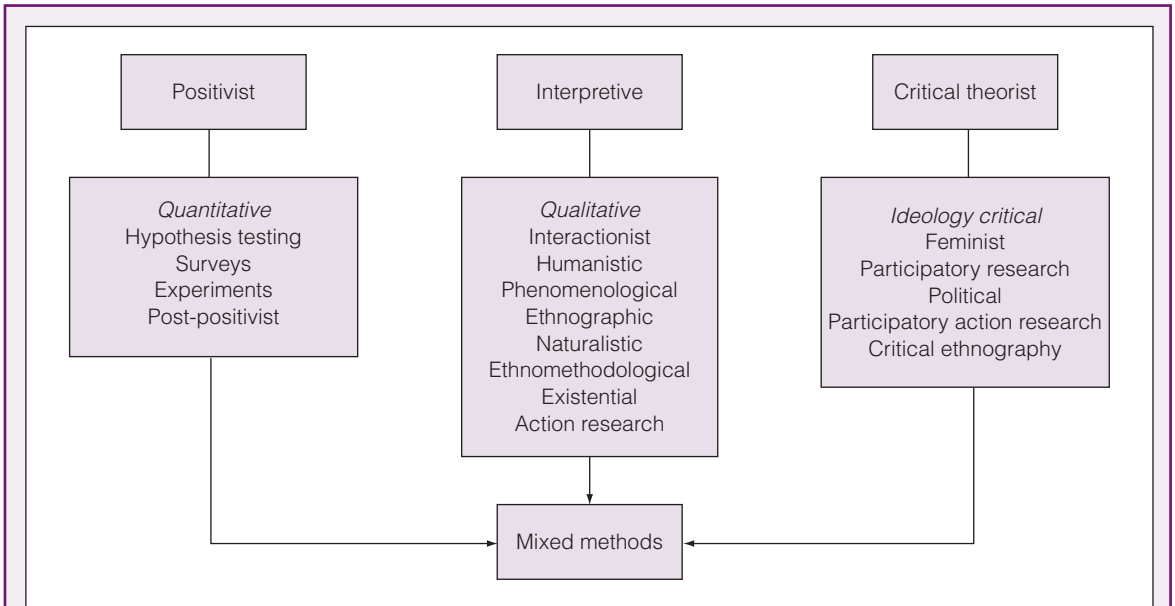 Positivist
Interpretive
Critical theorist
Quantitative
Hypothesis testing
Surveys
Experiments
Post-positivist
Qualitative
Interactionist
Humanistic
Phenomenological
Ethnographic
Naturalistic
Ethnomethodological
Existential
Action research
Ideology critical
Feminist
Participatory research
Political
Participatory action research
Critical ethnography
Mixed methods